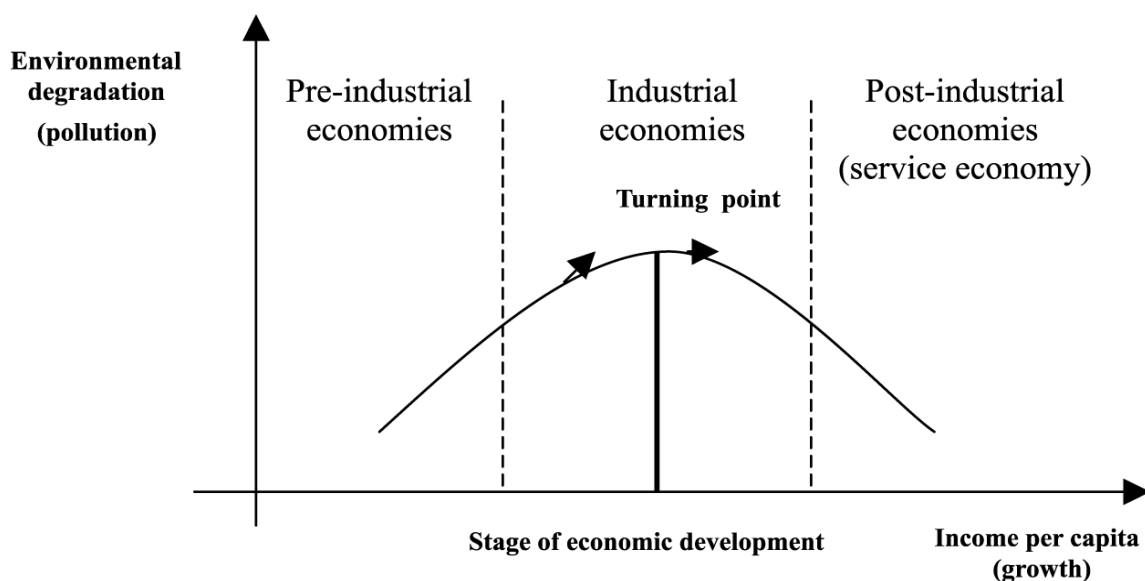 Environmental
degradation
(pollution)
Pre-industrial
economies
Industrial
economies
Post-industrial
economies
(service economy)
Turning point
Stage of economic development
Income per capita
(growth)